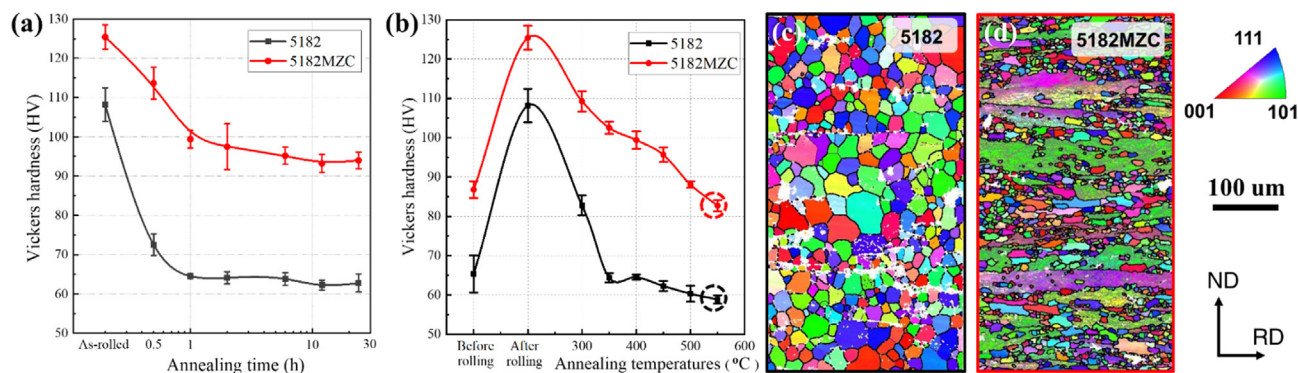 (a)
130
125
120
110
100
90
80
70
60
50
Vickers hardness (HV)
5182
5182MZC
As-rolled
0.5
1
10
30
Annealing time (h)
(b)
130
120
110
100
90
80
70
60
50
Vickers hardness (HV)
5182
5182MZC
Before
rolling
After
rolling
300
400
500
600
Annealing temperatures (°C)
(c)
5182
(d)
5182MZC
111
001
101
100 um
ND
RD